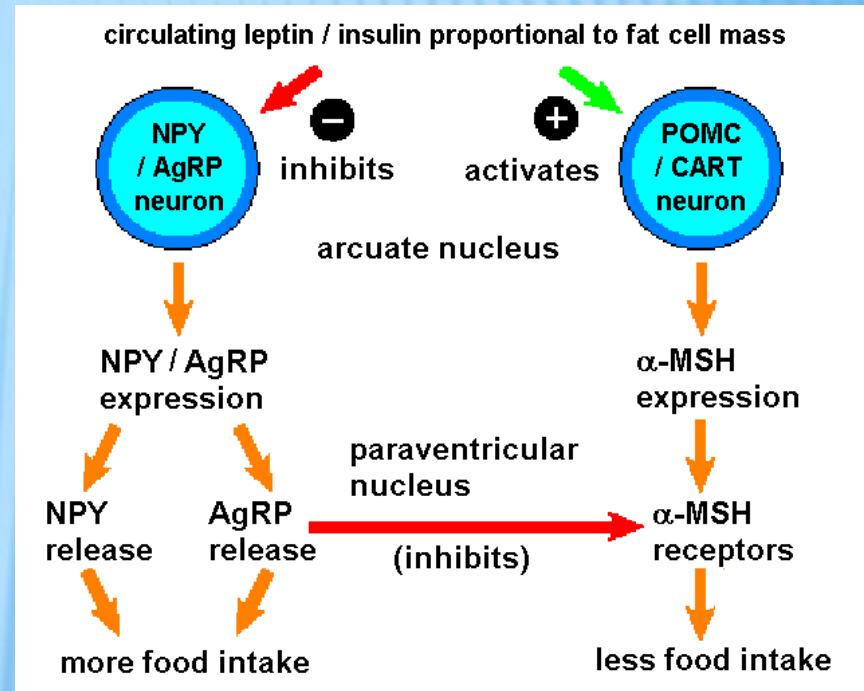 circulating leptin / insulin proportional to fat cell mass
NPY
/ AgRP
neuron
−
inhibits
+
activates
POMC
/ CART
neuron
arcuate nucleus
NPY / AgRP
expression
α-MSH
expression
paraventricular
nucleus
NPY
release
AgRP
release
(inhibits)
α-MSH
receptors
more food intake
less food intake